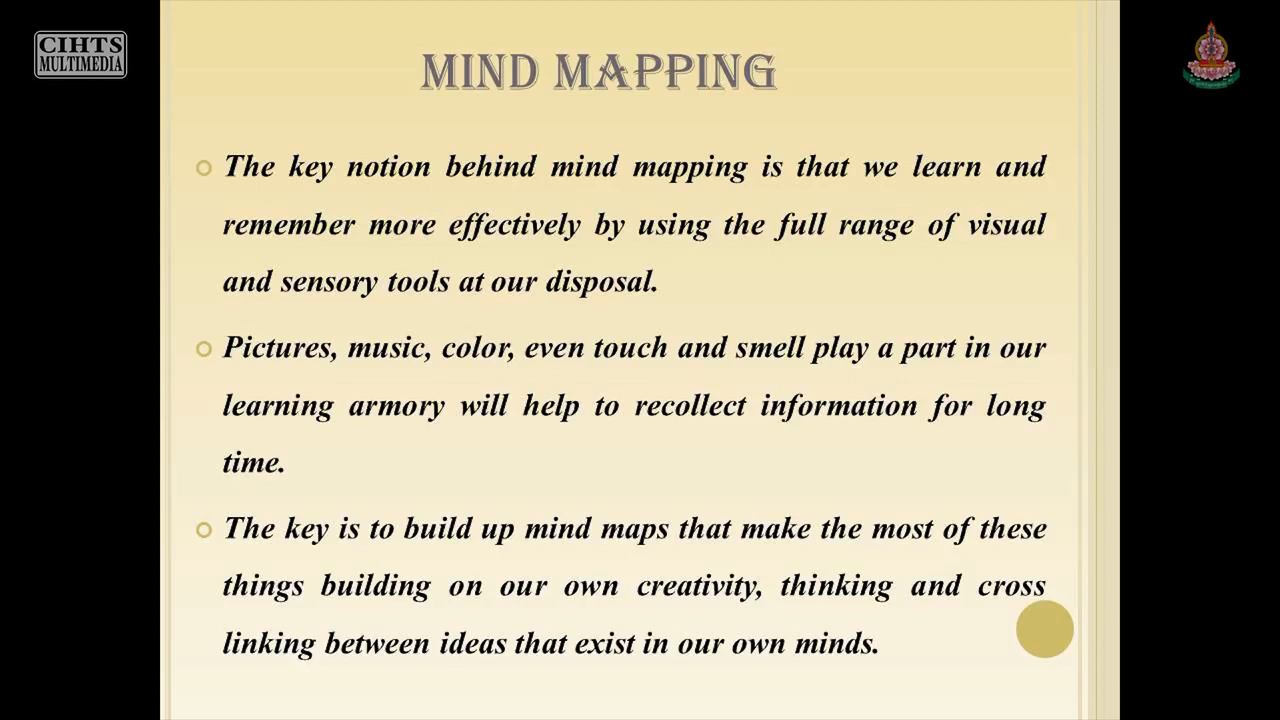 CIHTS
MULTIMEDIA
MIND MAPPING
The key notion behind mind mapping is that we learn and
remember more effectively by using the full range of visual
and sensory tools at our disposal.
Pictures, music, color, even touch and smell play a part in our
learning armory will help to recollect information for long
time.
The key is to build up mind maps that make the most of these
things building on our own creativity, thinking and cross
linking between ideas that exist in our own minds.